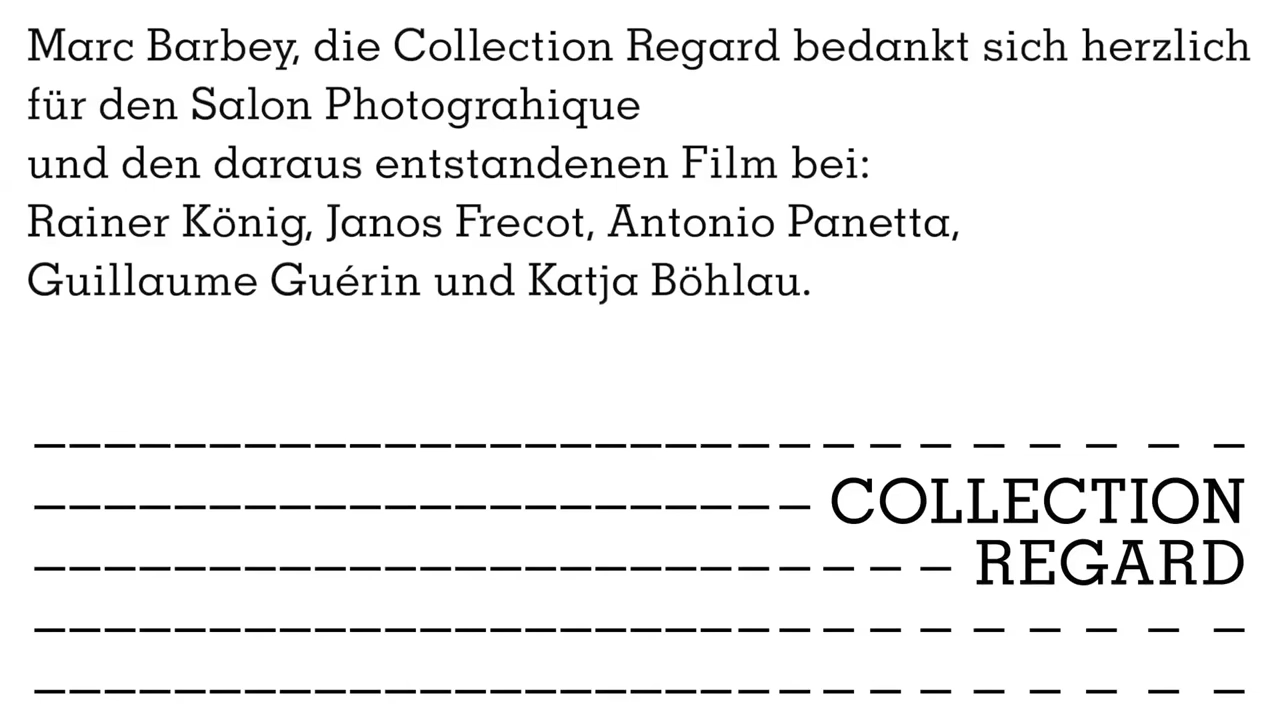 Marc Barbey, die Collection Regard bedankt sich herzlich
für den Salon Photograhique
und den daraus entstandenen Film bei:
Rainer König, Janos Frecot, Antonio Panetta,
Guillaume Guérin und Katja Böhlau.
COLLECTION
REGARD